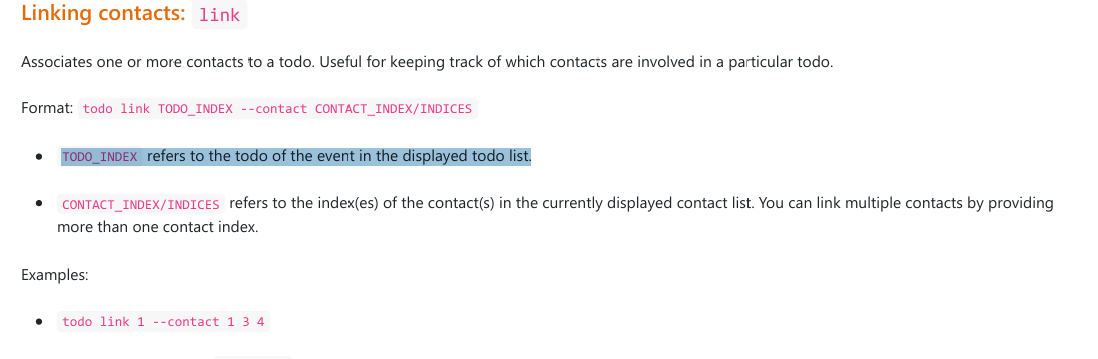 Linking contacts: link
Associates one or more contacts to a todo. Useful for keeping track of which contacts are involved in a particular todo.
Format: todo link TODO_INDEX --contact CONTACT_INDEX/INDICES
• TODO_INDEX refers to the todo of the event in the displayed todo list.
• CONTACT_INDEX/INDICES refers to the index(es) of the contact(s) in the currently displayed contact list. You can link multiple contacts by providing
more than one contact index.
Examples:
• todo link 1 --contact 1 3 4